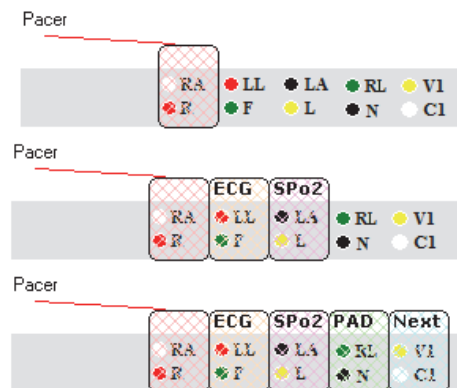 Pacer
RA LL LA RL V1
R F L N C1
Pacer
ECG SPo2
RA LL LA RL V1
R F L N C1
Pacer
ECG SPo2 PAD Next
RA LL LA RL V1
R F L N C1